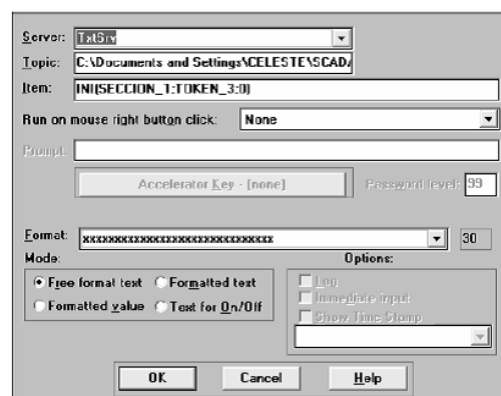 Server: TxtSrv
Topic: C:\Documents and Settings\CELESTE\SCADA
Item: INI(SECCION_1:TOKEN_3:0)
Run on mouse right button click: None
Prompt:
Accelerator Key - [none] Password level: 99
Format: xxxxxxxxxxxxxxxxxxxxxxxxxxxxxx 30
Mode: Options:
Free format text Formatted text Log
Immediate input
Formatted value Text for On/Off Show Time Stamp
OK Cancel Help